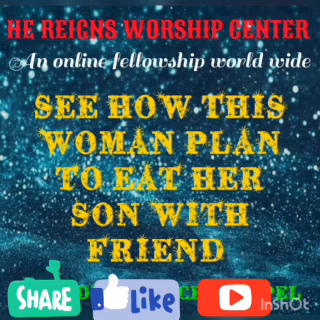 HE REIGNS WORSHIP CENTER
An online fellowship world wide
SEE HOW THIS
WOMAN PLAN
TO EAT HER
SON WITH
FRIEND
SHARE
Like
InShOt